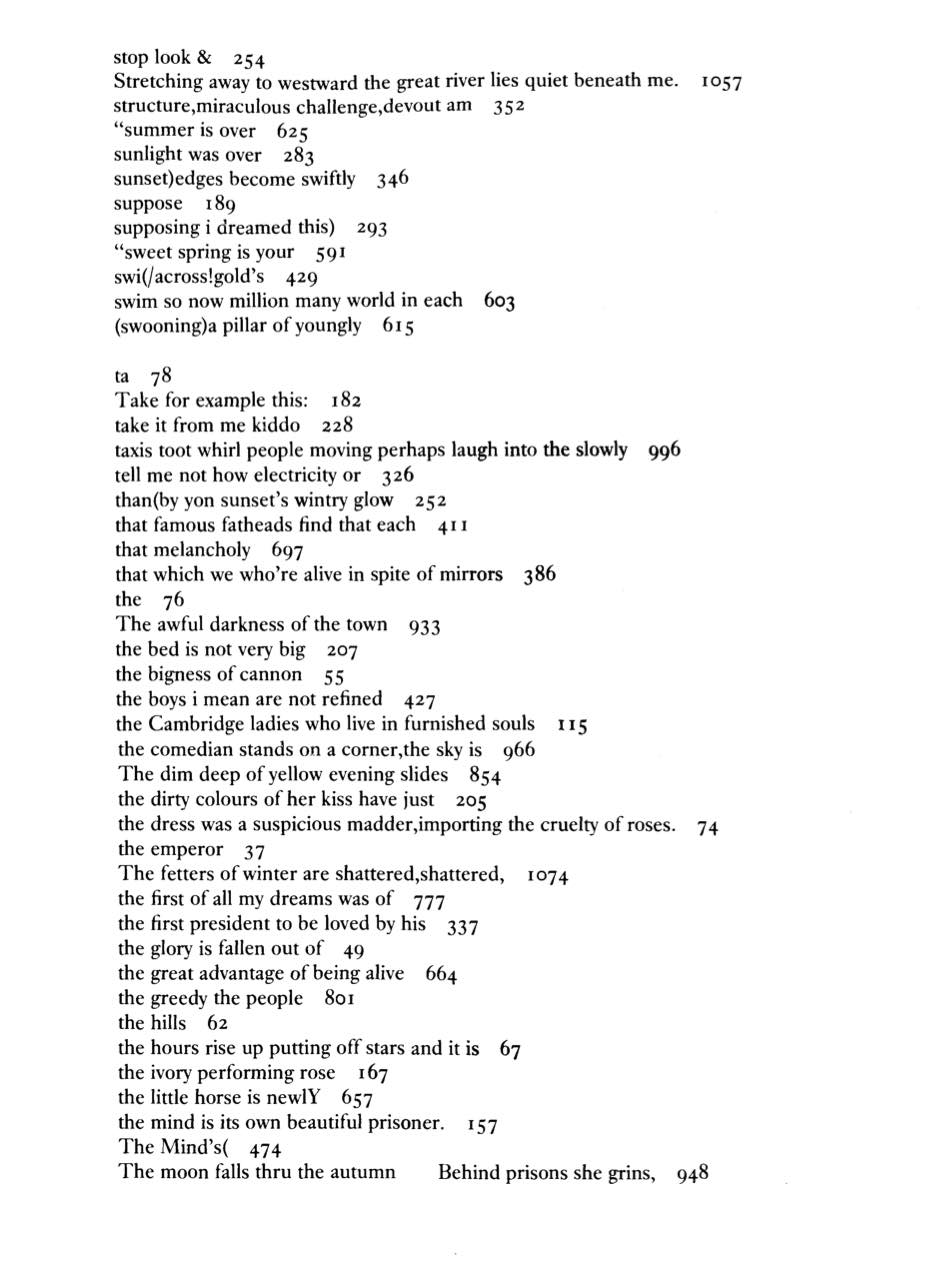 stop look & 254
Stretching away to westward the great river lies quiet beneath me. 1057
structure,miraculous challenge,devout am 352
“summer is over 625
sunlight was over 283
sunset)edges become swiftly 346
suppose 189
supposing i dreamed this) 293
“sweet spring is your 591
swi(/across!gold’s 429
swim so now million many world in each 603
(swooning)a pillar of youngly 615

ta 78
Take for example this: 182
take it from me kiddo 228
taxis toot whirl people moving perhaps laugh into the slowly 996
tell me not how electricity or 326
than(by yon sunset’s wintry glow 252
that famous fatheads find that each 411
that melancholy 697
that which we who’re alive in spite of mirrors 386
the 76
The awful darkness of the town 933
the bed is not very big 207
the bigness of cannon 55
the boys i mean are not refined 427
the Cambridge ladies who live in furnished souls 115
the comedian stands on a corner,the sky is 966
The dim deep of yellow evening slides 854
the dirty colours of her kiss have just 205
the dress was a suspicious madder,importing the cruelty of roses. 74
the emperor 37
The fetters of winter are shattered,shattered, 1074
the first of all my dreams was of 777
the first president to be loved by his 337
the glory is fallen out of 49
the great advantage of being alive 664
the greedy the people 801
the hills 62
the hours rise up putting off stars and it is 67
the ivory performing rose 167
the little horse is newlY 657
the mind is its own beautiful prisoner. 157
The Mind’s( 474
The moon falls thru the autumn Behind prisons she grins, 948